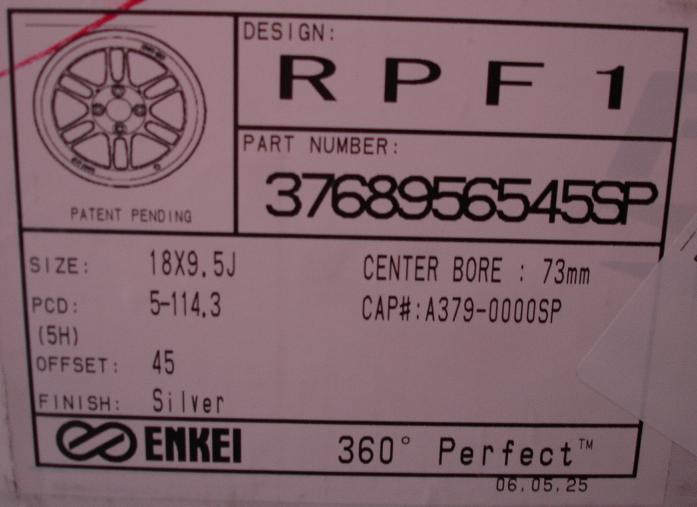 DESIGN:
RPF1
PART NUMBER:
3768956545SP
PATENT PENDING
SIZE: 18X9.5J CENTER BORE : 73mm
PCD: 5-114.3 CAP#:A379-0000SP
(5H)
OFFSET: 45
FINISH: Silver
ENKEI 360° Perfect™
06.05.25